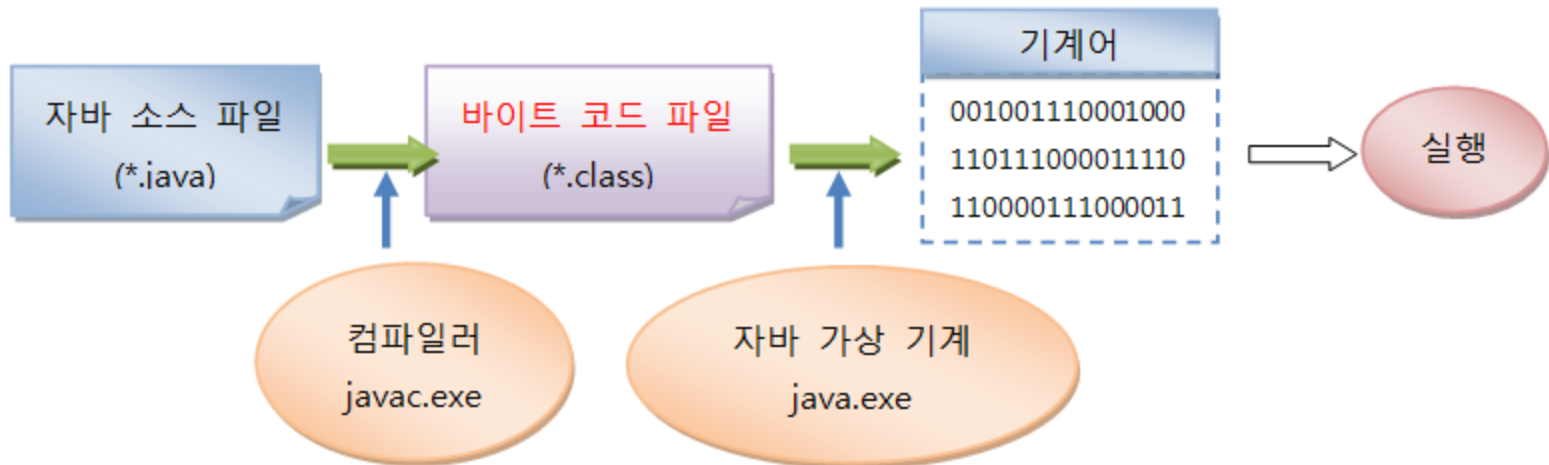 자바 소스 파일
(*.java)
바이트 코드 파일
(*.class)
기계어
001001110001000
110111000011110
110000111000011
실행
컴파일러
javac.exe
자바 가상 기계
java.exe